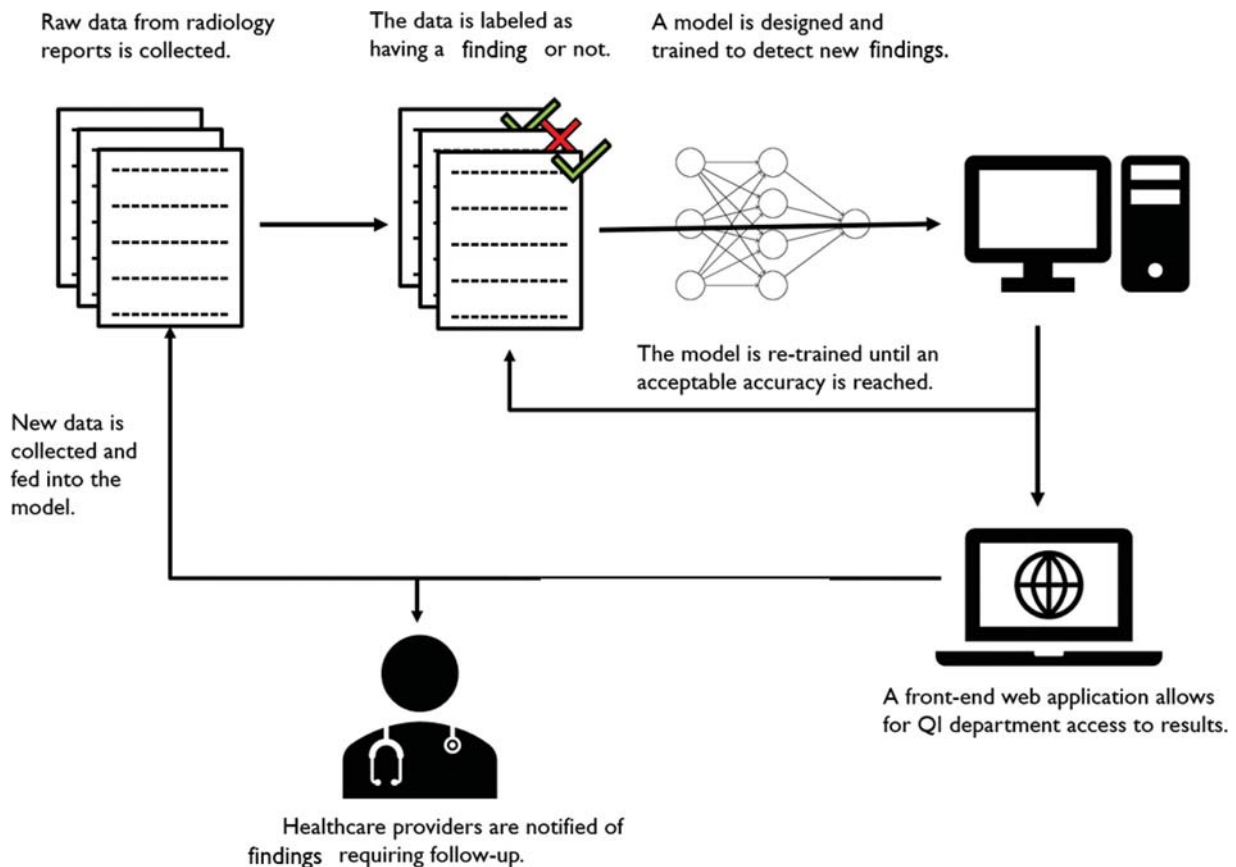 Raw data from radiology
reports is collected.
The data is labeled as
having a finding or not.
A model is designed and
trained to detect new findings.
The model is re-trained until an
acceptable accuracy is reached.
New data is
collected and
fed into the
model.
A front-end web application allows
for QI department access to results.
Healthcare providers are notified of
findings requiring follow-up.